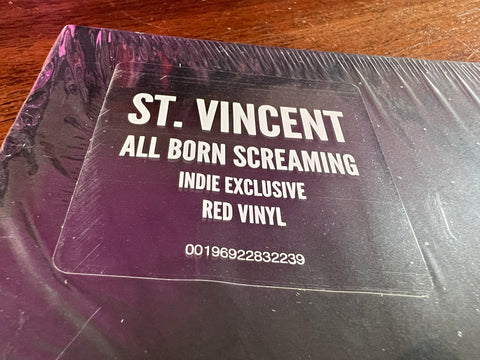 ST. VINCENT
ALL BORN SCREAMING
INDIE EXCLUSIVE
RED VINYL
00196922832239